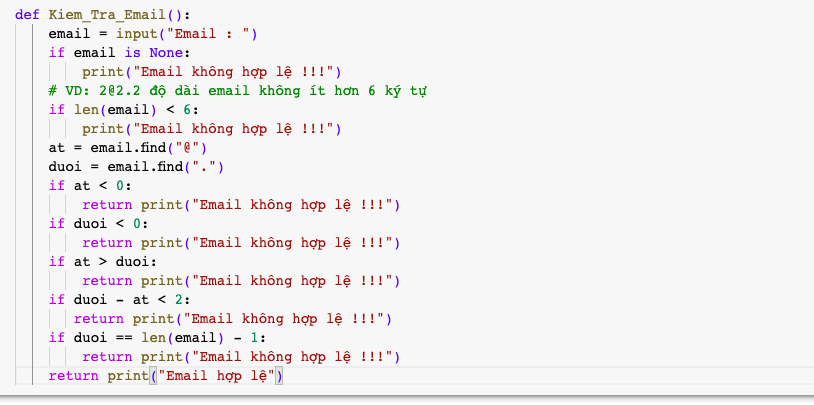 def Kiem_Tra_Email():
    email = input("Email : ")
    if email is None:
        print("Email không hợp lệ !!!")
    # VD: 2@2.2 độ dài email không ít hơn 6 ký tự
    if len(email) < 6:
        print("Email không hợp lệ !!!")
    at = email.find("@")
    duoi = email.find(".")
    if at < 0:
        return print("Email không hợp lệ !!!")
    if duoi < 0:
        return print("Email không hợp lệ !!!")
    if at > duoi:
        return print("Email không hợp lệ !!!")
    if duoi - at < 2:
       return print("Email không hợp lệ !!!")
    if duoi == len(email) - 1:
        return print("Email không hợp lệ !!!")
    return print("Email hợp lệ")